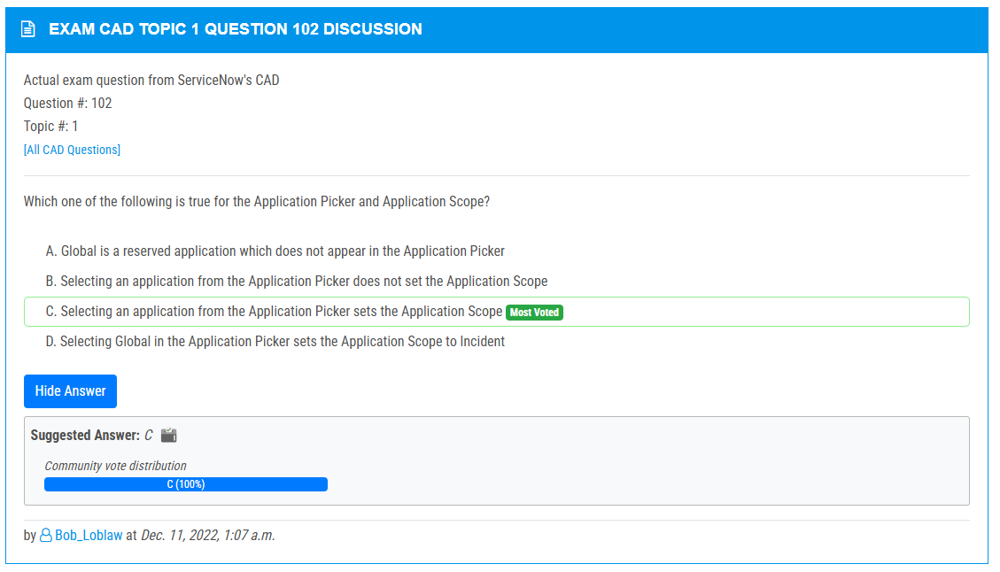 EXAM CAD TOPIC 1 QUESTION 102 DISCUSSION
Actual exam question from ServiceNow's CAD
Question #: 102
Topic #: 1
[All CAD Questions]
Which one of the following is true for the Application Picker and Application Scope?
A. Global is a reserved application which does not appear in the Application Picker
B. Selecting an application from the Application Picker does not set the Application Scope
C. Selecting an application from the Application Picker sets the Application Scope Most Voted
D. Selecting Global in the Application Picker sets the Application Scope to Incident
Hide Answer
Suggested Answer: C
Community vote distribution
C (100%)
by Bob_Loblaw at Dec. 11, 2022, 1:07 a.m.